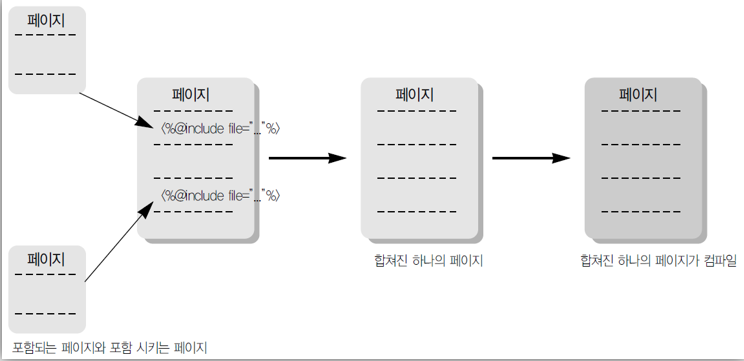 페이지
페이지
<%@include file="..."%>
<%@include file="..."%>
페이지
페이지
페이지
합쳐진 하나의 페이지
합쳐진 하나의 페이지가 컴파일
포함되는 페이지와 포함 시키는 페이지